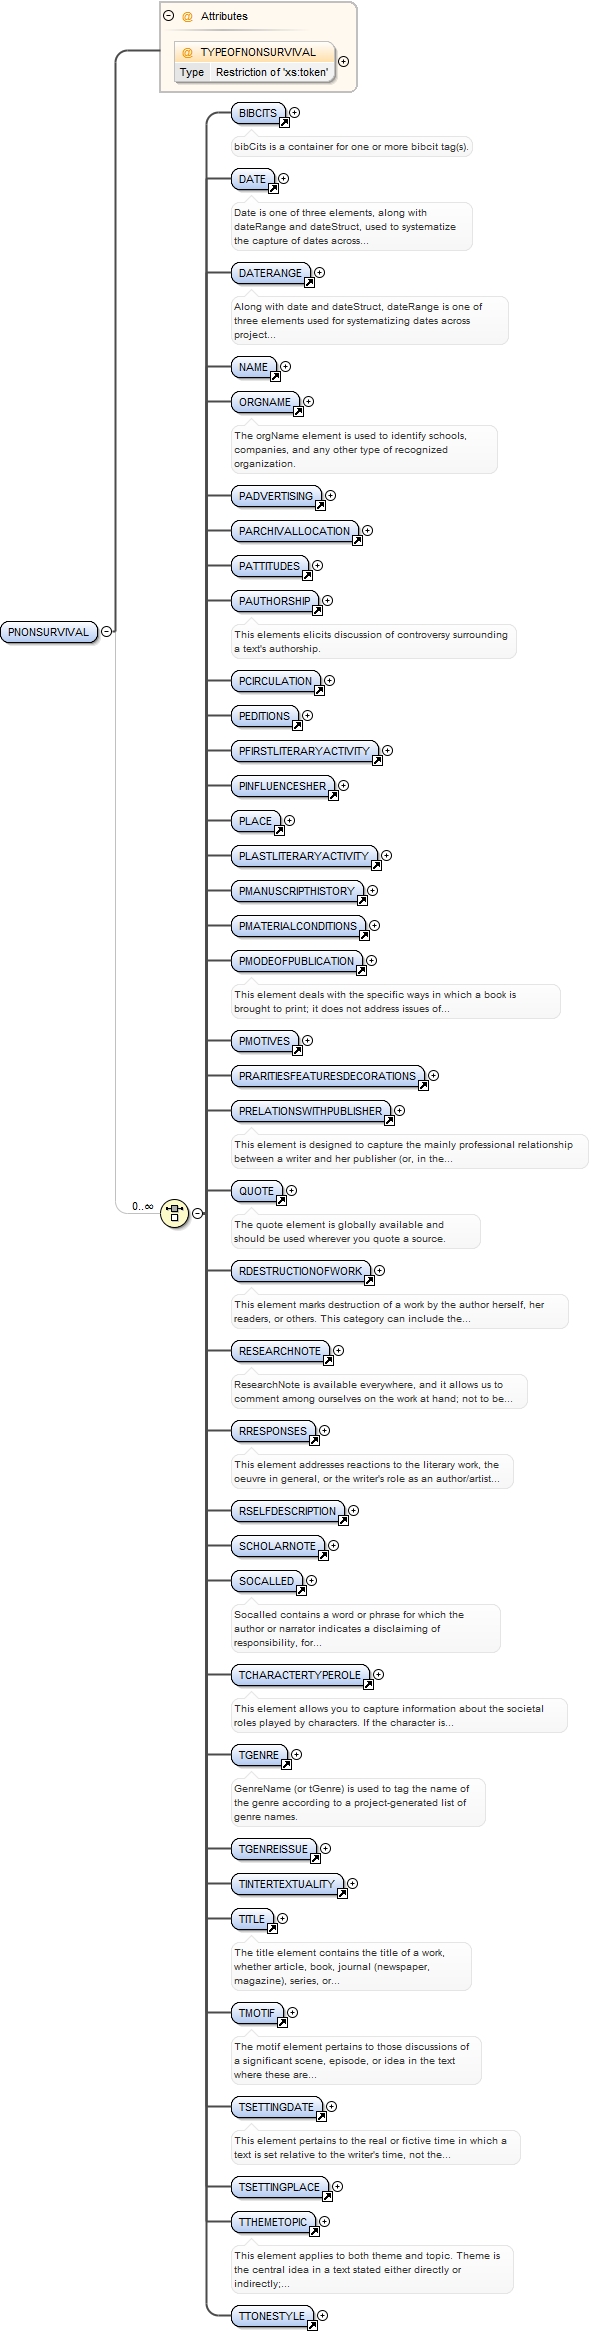 Attributes
@ TYPEOFNONSURVIVAL
Type Restriction of 'xs:token'
BIBCITS
bibCits is a container for one or more bibcit tag(s).
DATE
Date is one of three elements, along with
dateRange and dateStruct, used to systematize
the capture of dates across...
DATERANGE
Along with date and dateStruct, dateRange is one of
three elements used for systematizing dates across
project...
NAME
ORGNAME
The orgName element is used to identify schools,
companies, and any other type of recognized
organization.
PADVERTISING
PARCHIVALLOCATION
PATTITUDES
PAUTHORSHIP
PNONSURVIVAL
This elements elicits discussion of controversy surrounding
a text's authorship.
PCIRCULATION
PEDITIONS
PFIRSTLITERARYACTIVITY
PINFLUENCESHER
PLACE
PLASTLITERARYACTIVITY
PMANUSCRIPTHISTORY
PMATERIALCONDITIONS
PMODEOFPUBLICATION
This element deals with the specific ways in which a book is
brought to print; it does not address issues of...
PMOTIVES
PRARITIESFEATURESDECORATIONS
PRELATIONSWITHPUBLISHER
This element is designed to capture the mainly professional relationship
between a writer and her publisher (or, in the...
QUOTE
0..∞
The quote element is globally available and
should be used wherever you quote a source.
RDESTRUCTIONOFWORK
This element marks destruction of a work by the author herself, her
readers, or others. This category can include the...
RESEARCHNOTE
ResearchNote is available everywhere, and it allows us to
comment among ourselves on the work at hand; not to be...
RRESPONSES
This element addresses reactions to the literary work, the
oeuvre in general, or the writer's role as an author/artist...
RSELFDESCRIPTION
SCHOLARNOTE
SOCALLED
Socalled contains a word or phrase for which the
author or narrator indicates a disclaiming of
responsibility, for...
TCHARACTERTYPEROLE
This element allows you to capture information about the societal
roles played by characters. If the character is...
TGENRE
GenreName (or tGenre) is used to tag the name of
the genre according to a project-generated list of
genre names.
TGENREISSUE
TINTERTEXTUALITY
TITLE
The title element contains the title of a work,
whether article, book, journal (newspaper,
magazine), series, or...
TMOTIF
The motif element pertains to those discussions of
a significant scene, episode, or idea in the text
where these are...
TSETTINGDATE
This element pertains to the real or fictive time in which a
text is set relative to the writer's time, not the...
TSETTINGPLACE
TTHEMETOPIC
This element applies to both theme and topic. Theme is
the central idea in a text stated either directly or
indirectly;...
TTONESTYLE